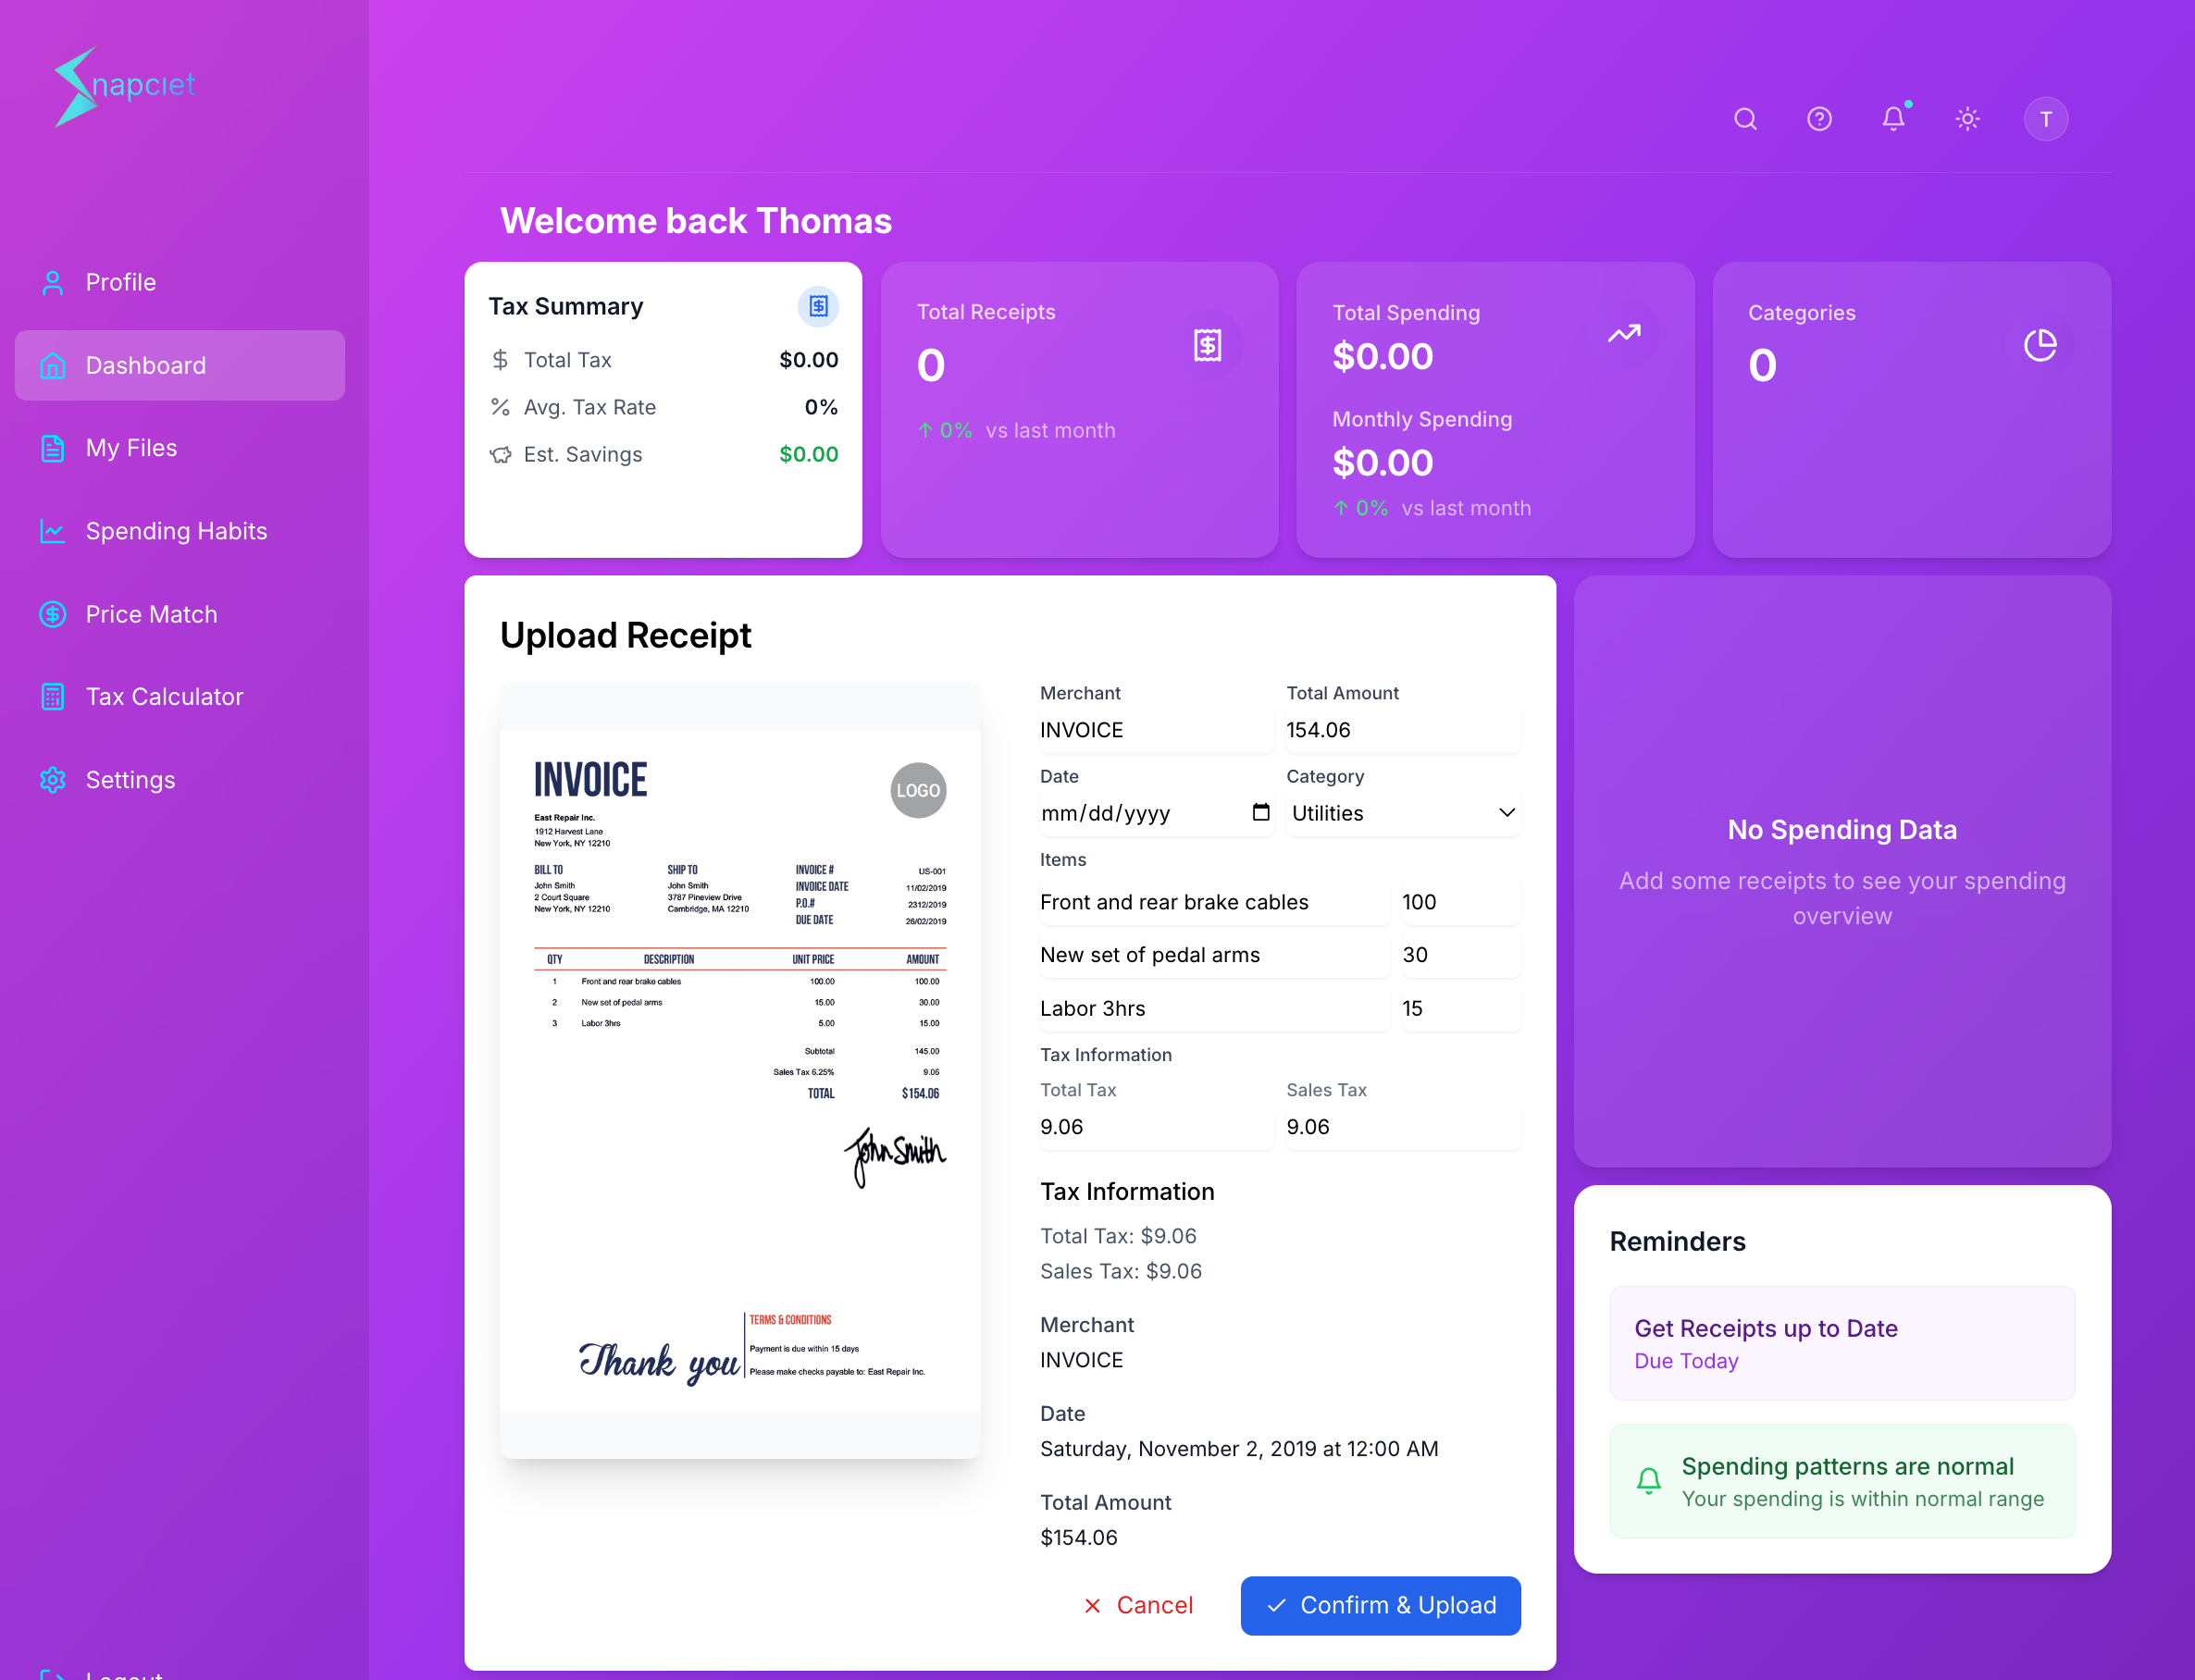 Snapciet
T
Profile
Dashboard
My Files
Spending Habits
Price Match
Tax Calculator
Settings
Logout
Welcome back Thomas
Tax Summary
Total Tax $0.00
Avg. Tax Rate 0%
Est. Savings $0.00
Total Receipts
0
↑ 0% vs last month
Total Spending
$0.00
Monthly Spending
$0.00
↑ 0% vs last month
Categories
0
Upload Receipt
INVOICE
LOGO
East Repair Inc.
1912 Harvest Lane
New York, NY 12210
BILL TO
John Smith
2 Court Square
New York, NY 12210
SHIP TO
John Smith
3787 Pineview Drive
Cambridge, MA 12210
INVOICE # US-001
INVOICE DATE 11/02/2019
P.O.# 2312/2019
DUE DATE 26/02/2019
QTY DESCRIPTION UNIT PRICE AMOUNT
1 Front and rear brake cables 100.00 100.00
2 New set of pedal arms 15.00 30.00
3 Labor 3hrs 5.00 15.00
Subtotal 145.00
Sales Tax 6.25% 9.06
TOTAL $154.06
John Smith
Thank you
TERMS & CONDITIONS
Payment is due within 15 days
Please make checks payable to: East Repair Inc.
Merchant Total Amount
INVOICE 154.06
Date Category
mm/dd/yyyy Utilities
Items
Front and rear brake cables 100
New set of pedal arms 30
Labor 3hrs 15
Tax Information
Total Tax Sales Tax
9.06 9.06
Tax Information
Total Tax: $9.06
Sales Tax: $9.06
Merchant
INVOICE
Date
Saturday, November 2, 2019 at 12:00 AM
Total Amount
$154.06
Cancel Confirm & Upload
No Spending Data
Add some receipts to see your spending
overview
Reminders
Get Receipts up to Date
Due Today
Spending patterns are normal
Your spending is within normal range